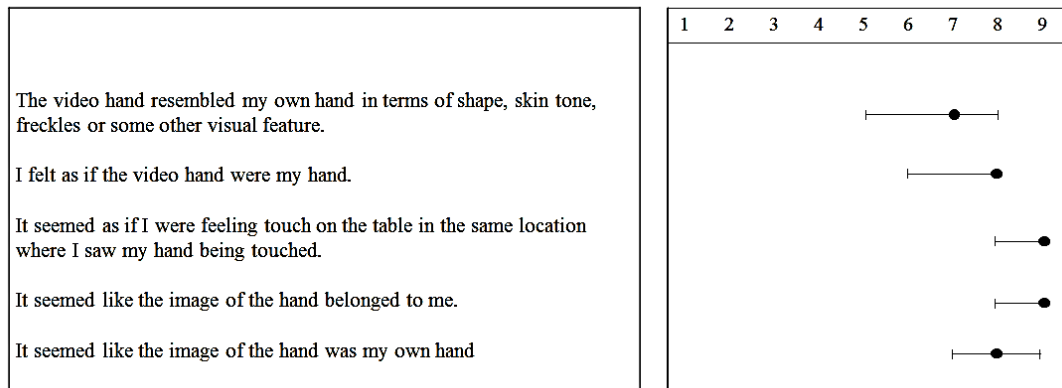 1 2 3 4 5 6 7 8 9
The video hand resembled my own hand in terms of shape, skin tone,
freckles or some other visual feature.
I felt as if the video hand were my hand.
It seemed as if I were feeling touch on the table in the same location
where I saw my hand being touched.
It seemed like the image of the hand belonged to me.
It seemed like the image of the hand was my own hand